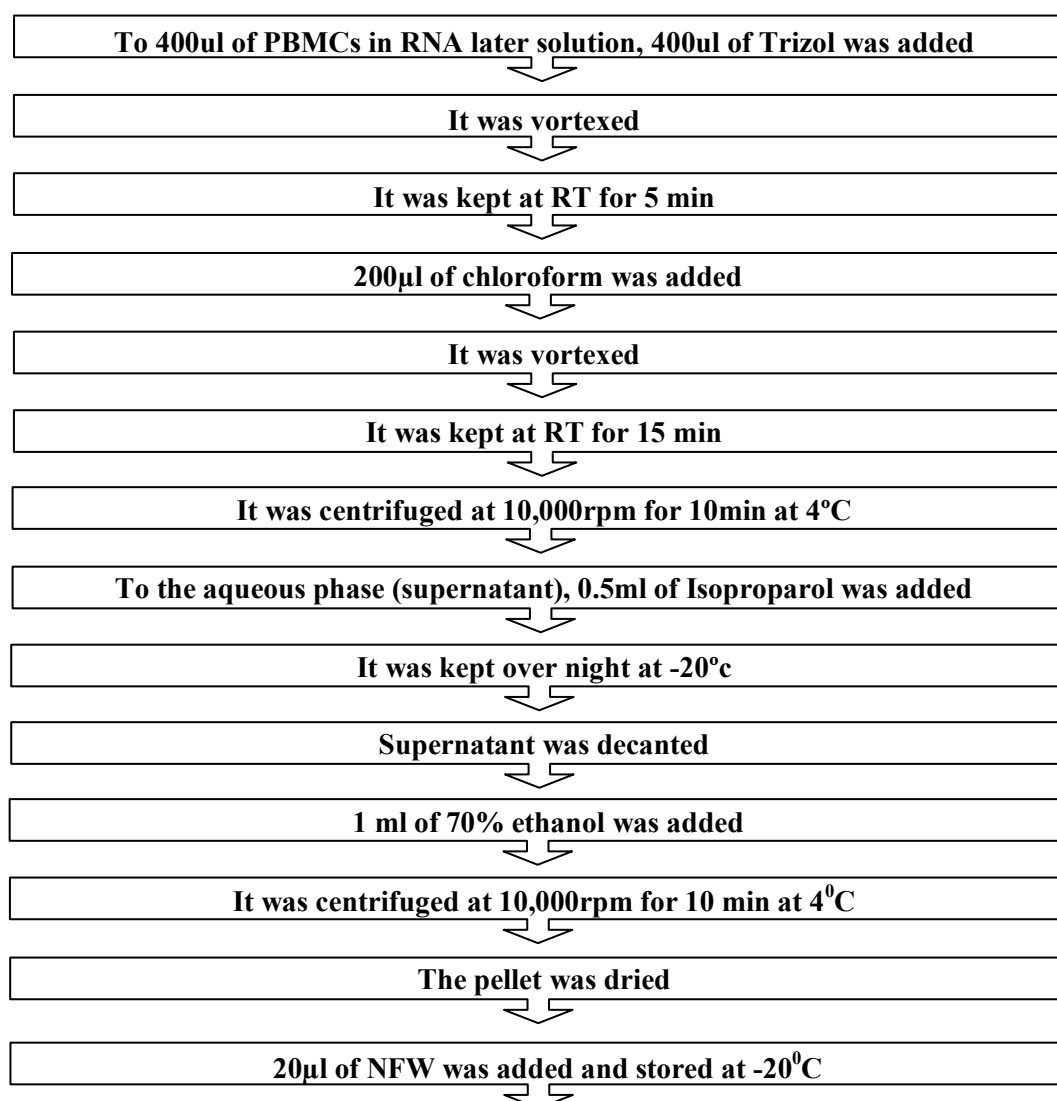 To 400ul of PBMCs in RNA later solution, 400ul of Trizol was added
It was vortexed
It was kept at RT for 5 min
200µl of chloroform was added
It was vortexed
It was kept at RT for 15 min
It was centrifuged at 10,000rpm for 10min at 4ºC
To the aqueous phase (supernatant), 0.5ml of Isoproparol was added
It was kept over night at -20ºc
Supernatant was decanted
1 ml of 70% ethanol was added
It was centrifuged at 10,000rpm for 10 min at 4⁰C
The pellet was dried
20µl of NFW was added and stored at -20⁰C